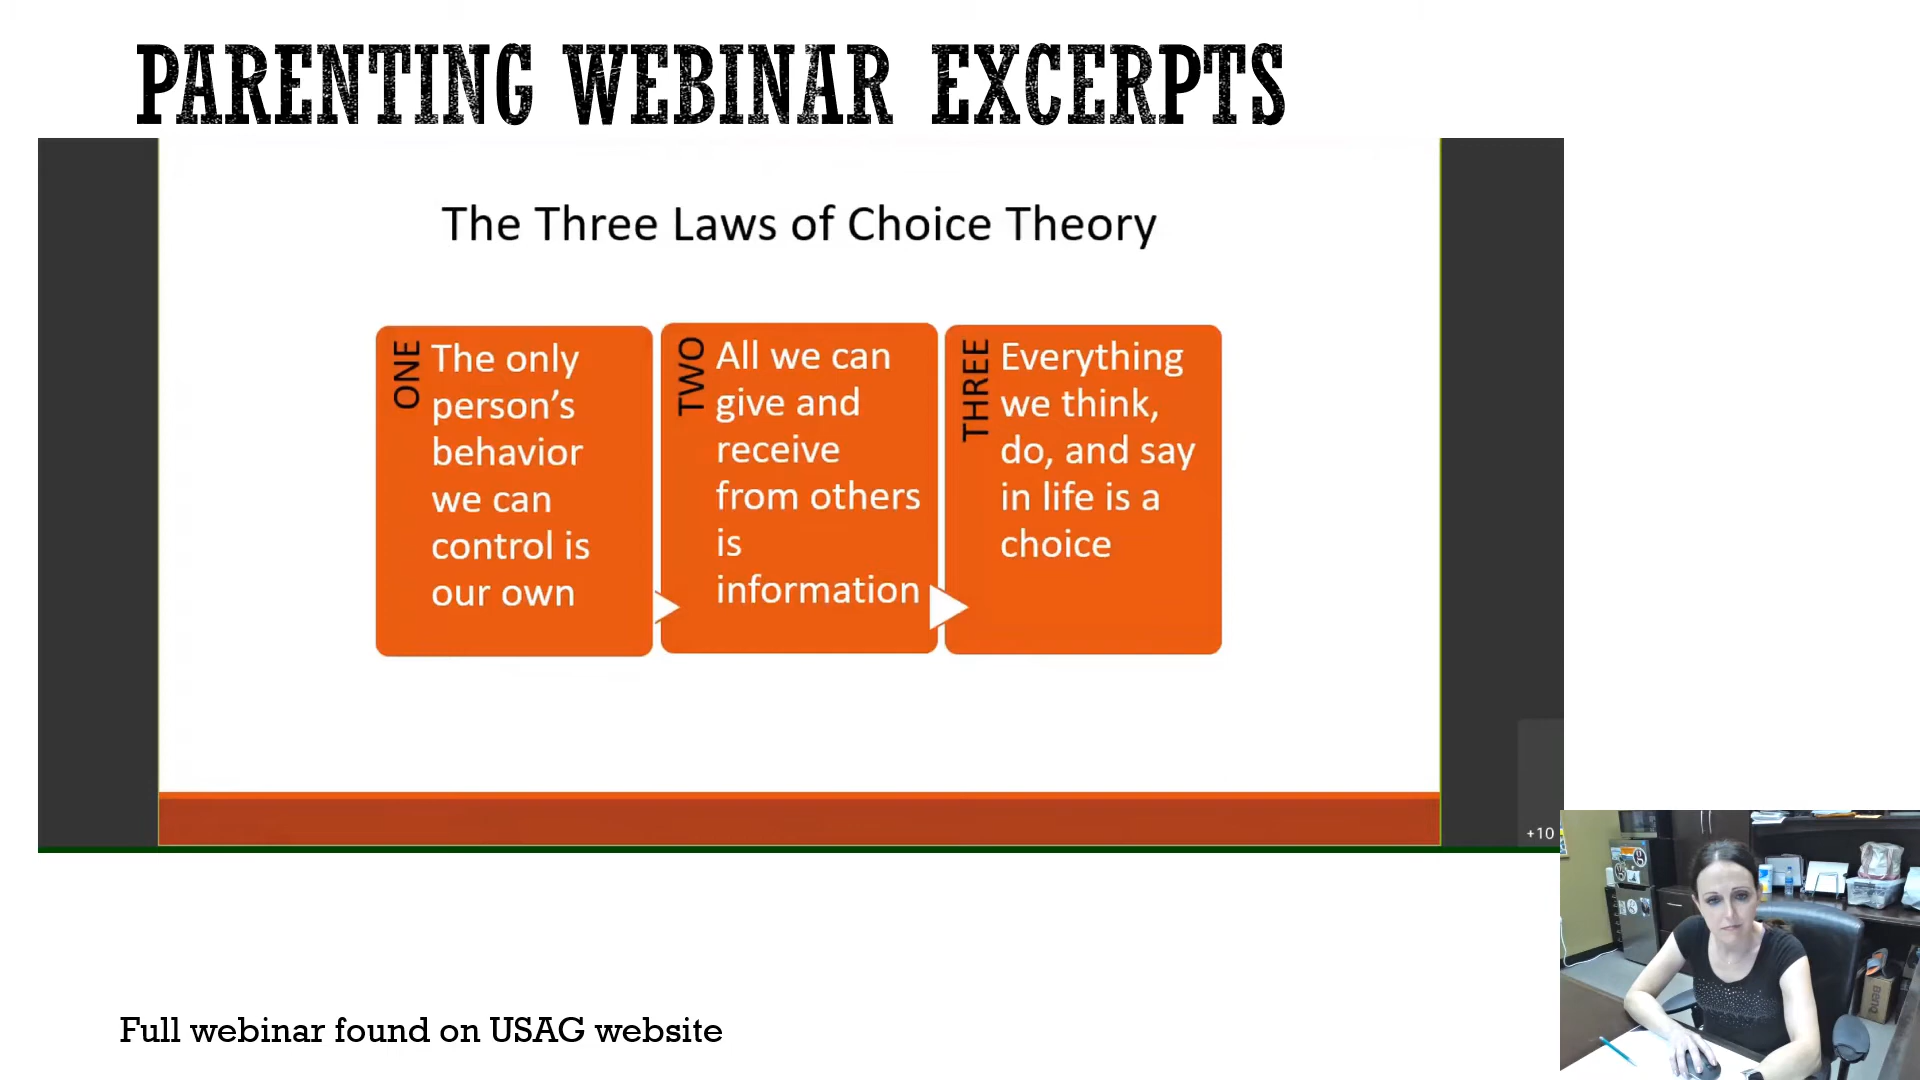 PARENTING WEBINAR EXCERPTS
The Three Laws of Choice Theory
ONE
The only
person’s
behavior
we can
control is
our own
TWO
All we can
give and
receive
from others
is
information
THREE
Everything
we think,
do, and say
in life is a
choice
+10
BenQ
Full webinar found on USAG website